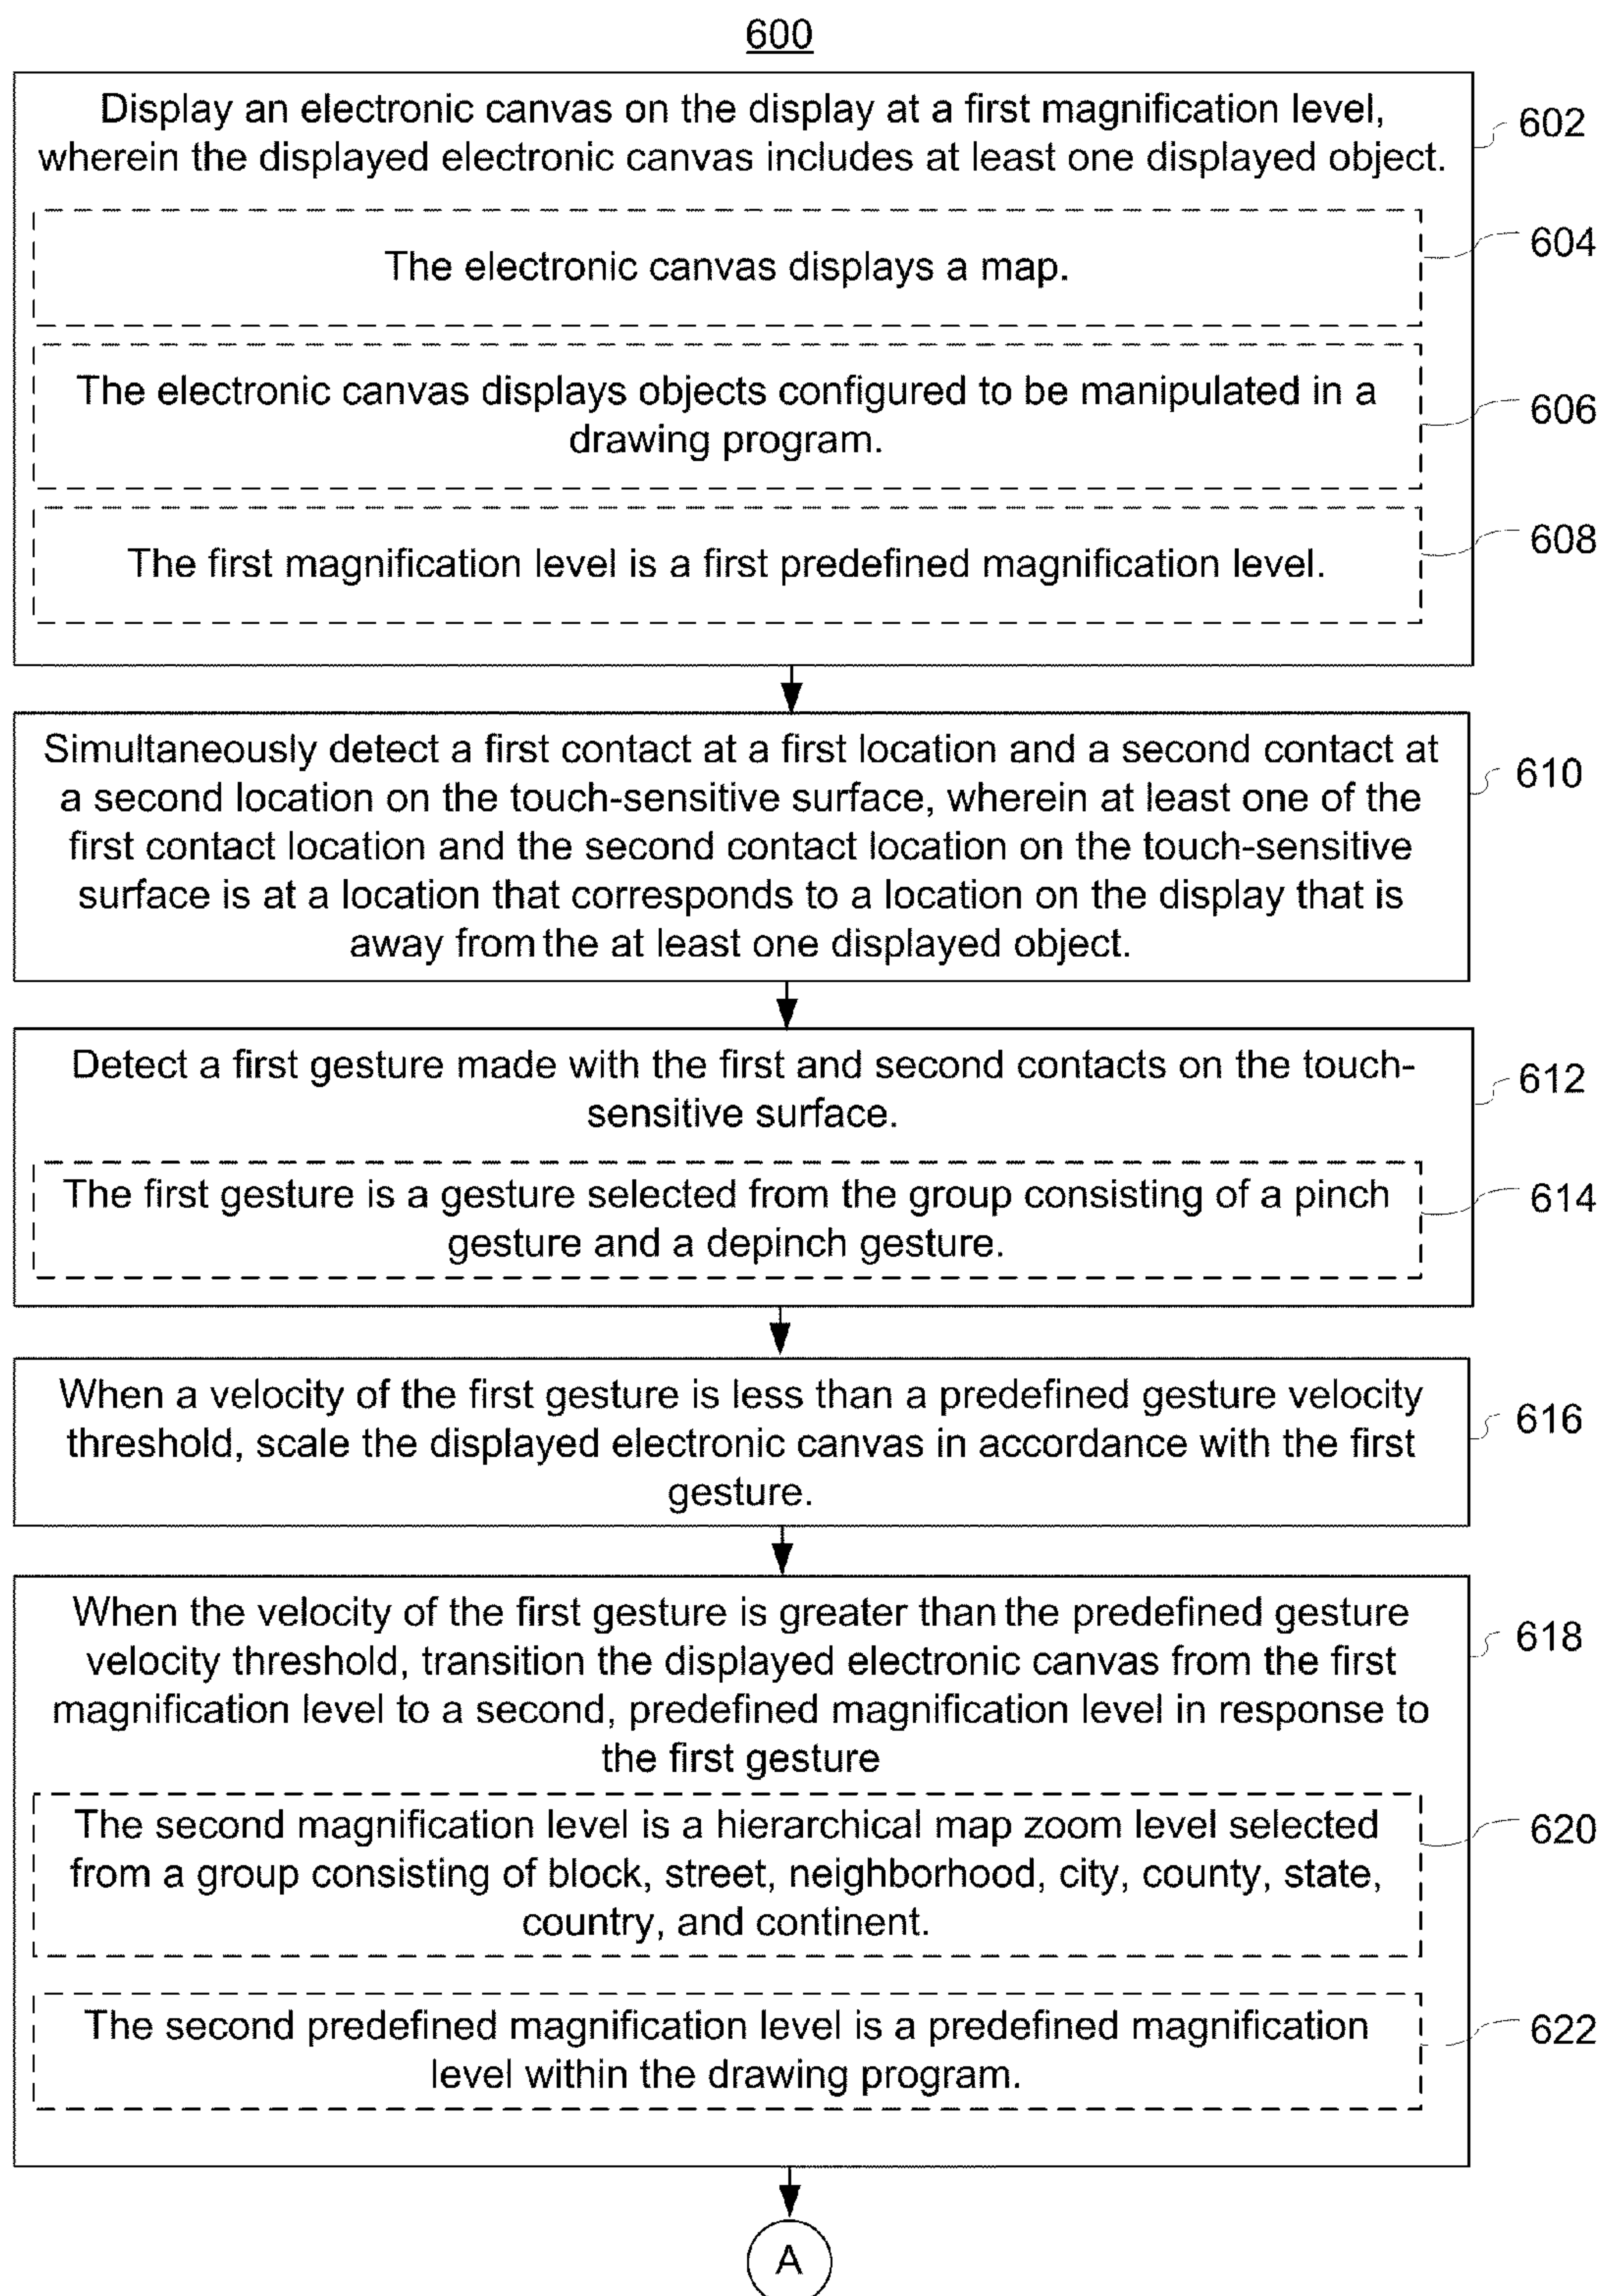 600
Display an electronic canvas on the display at a first magnification level,
wherein the displayed electronic canvas includes at least one displayed object.
602
The electronic canvas displays a map.
604
The electronic canvas displays objects configured to be manipulated in a
drawing program.
606
The first magnification level is a first predefined magnification level.
608
Simultaneously detect a first contact at a first location and a second contact at
a second location on the touch-sensitive surface, wherein at least one of the
first contact location and the second contact location on the touch-sensitive
surface is at a location that corresponds to a location on the display that is
away from the at least one displayed object.
610
Detect a first gesture made with the first and second contacts on the touch-
sensitive surface.
612
The first gesture is a gesture selected from the group consisting of a pinch
gesture and a depinch gesture.
614
When a velocity of the first gesture is less than a predefined gesture velocity
threshold, scale the displayed electronic canvas in accordance with the first
gesture.
616
When the velocity of the first gesture is greater than the predefined gesture
velocity threshold, transition the displayed electronic canvas from the first
magnification level to a second, predefined magnification level in response to
the first gesture
618
The second magnification level is a hierarchical map zoom level selected
from a group consisting of block, street, neighborhood, city, county, state,
country, and continent.
620
The second predefined magnification level is a predefined magnification
level within the drawing program.
622
A